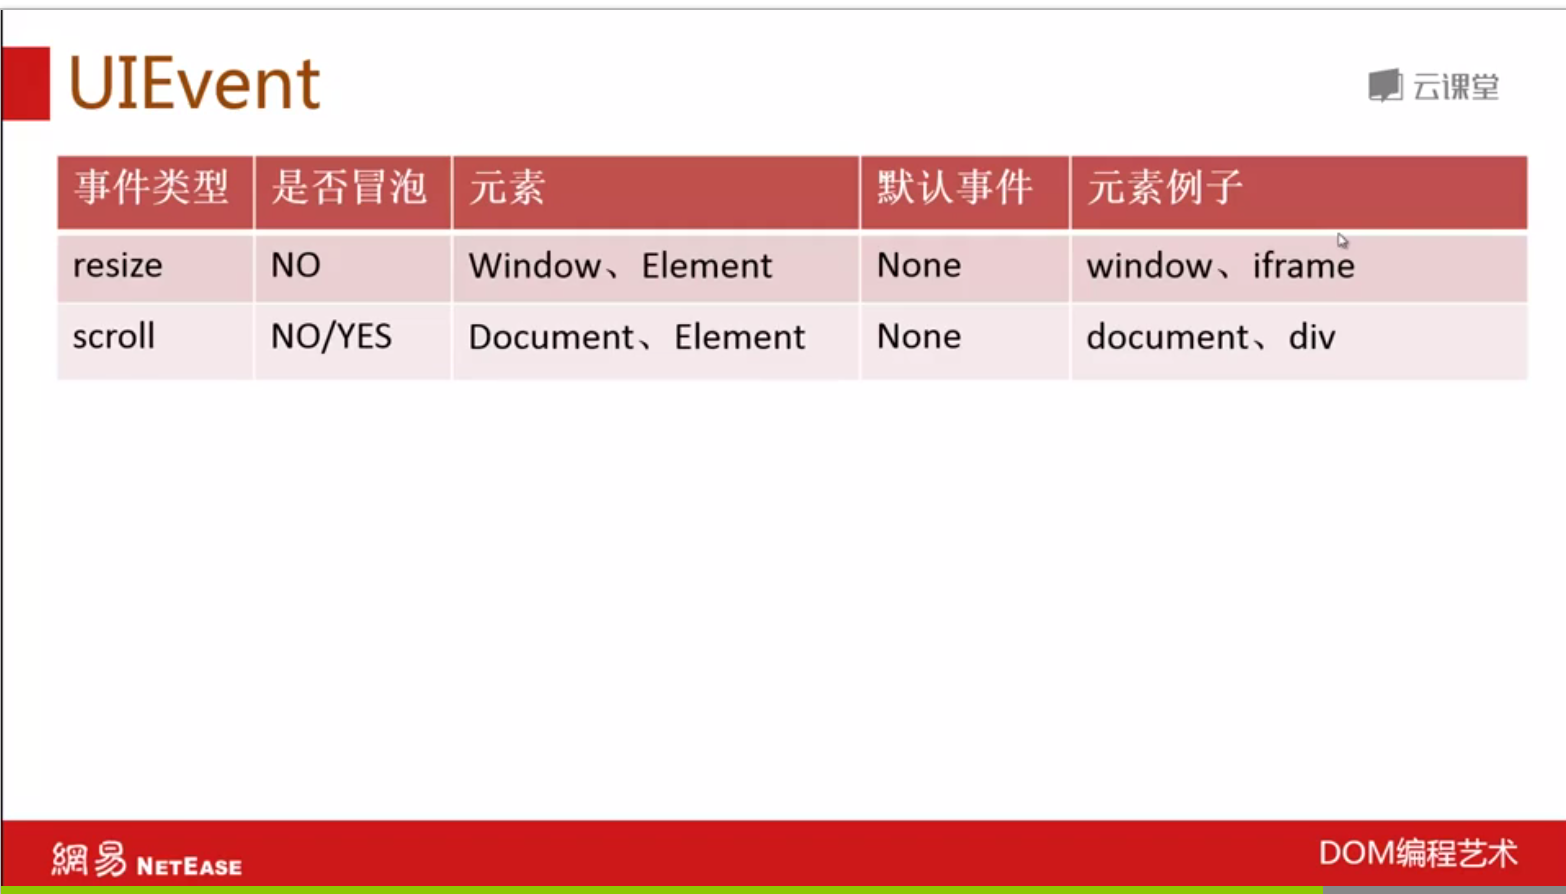 UIEvent
云课堂
事件类型 是否冒泡 元素 默认事件 元素例子
resize NO Window、Element None window、iframe
scroll NO/YES Document、Element None document、div
網易 NETEASE DOM编程艺术